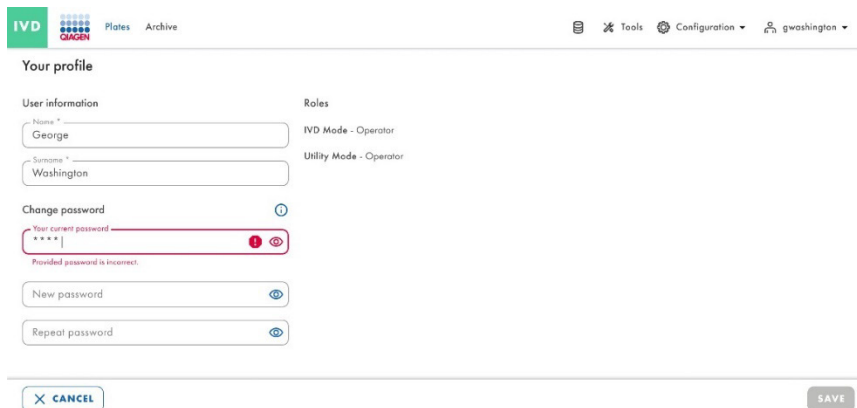 IVD QIAGEN Plates Archive Tools Configuration gwashington
Your profile
User information Roles
Name *
George
IVD Mode - Operator
Surname *
Washington
Utility Mode - Operator
Change password
Your current password
****
Provided password is incorrect.
New password
Repeat password
CANCEL SAVE